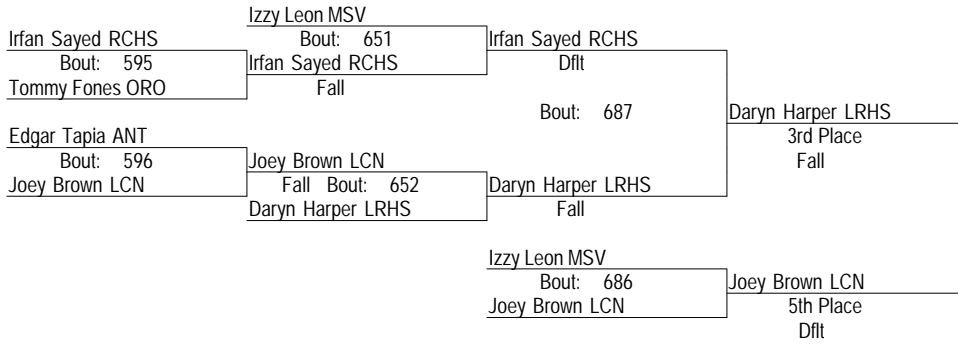 Izzy Leon MSV
Irfan Sayed RCHS
Bout: 651
Irfan Sayed RCHS
Bout: 595
Irfan Sayed RCHS
Dflt
Tommy Fones ORO
Fall
Bout: 687
Daryn Harper LRHS
Edgar Tapia ANT
3rd Place
Bout: 596
Joey Brown LCN
Fall
Joey Brown LCN
Fall Bout: 652
Daryn Harper LRHS
Daryn Harper LRHS
Fall
Izzy Leon MSV
Bout: 686
Joey Brown LCN
Joey Brown LCN
5th Place
Dflt